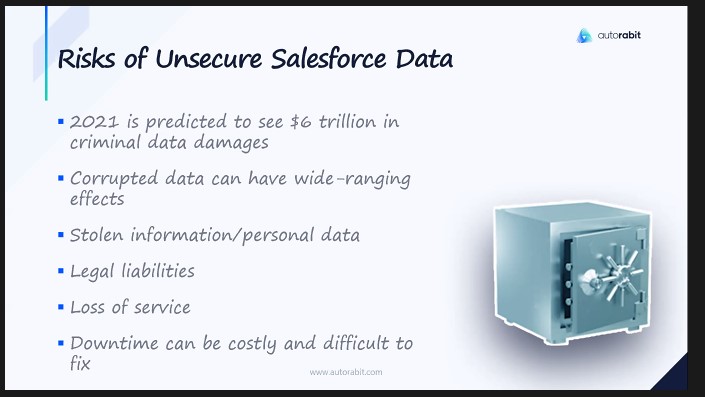 autorabit
Risks of Unsecure Salesforce Data
2021 is predicted to see $6 trillion in
criminal data damages
Corrupted data can have wide-ranging
effects
Stolen information/personal data
Legal liabilities
Loss of service
Downtime can be costly and difficult to
fix
www.autorabit.com